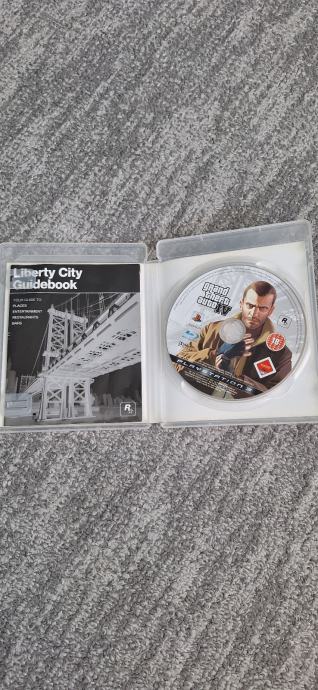 Liberty City
Guidebook
YOUR GUIDE TO:
PLACES
ENTERTAINMENT
RESTAURANTS
BARS
R
grand
theft
auto
IV
R
18
PLAYSTATION 3